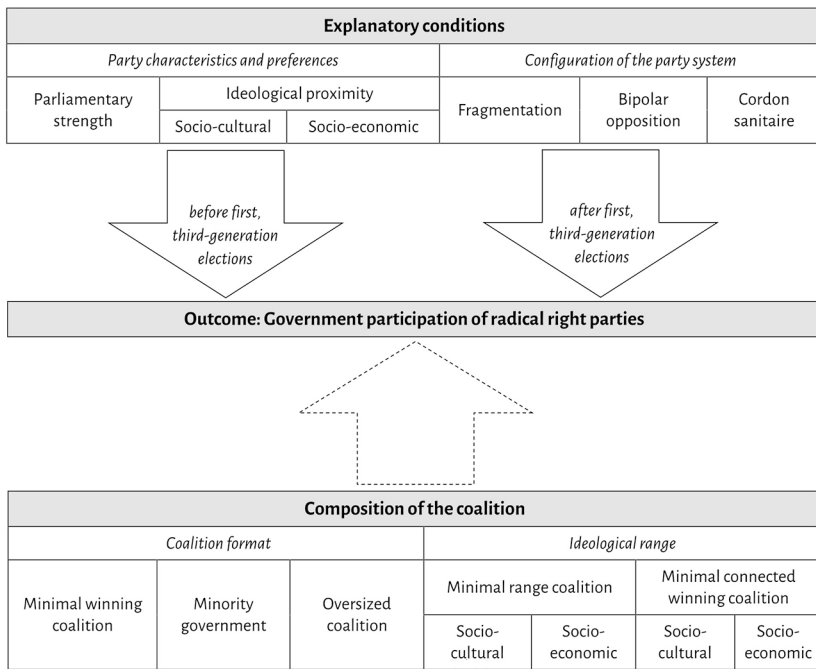 Explanatory conditions
Party characteristics and preferences
Configuration of the party system
Parliamentary
strength
Ideological proximity
Socio-cultural
Socio-economic
Fragmentation
Bipolar
opposition
Cordon
sanitaire
before first,
third-generation
elections
after first,
third-generation
elections
Outcome: Government participation of radical right parties
Composition of the coalition
Coalition format
Ideological range
Minimal winning
coalition
Minority
government
Oversized
coalition
Minimal range coalition
Socio-
cultural
Socio-
economic
Minimal connected
winning coalition
Socio-
cultural
Socio-
economic